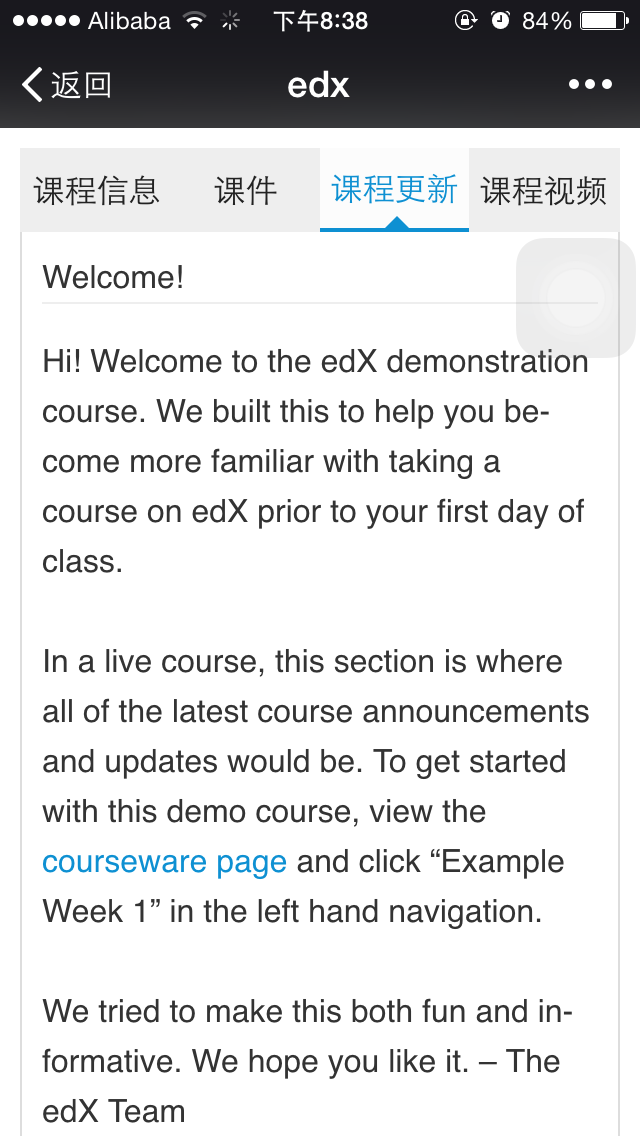 Alibaba 下午8:38 84%
返回 edx
课程信息 课件 课程更新 课程视频
Welcome!
Hi! Welcome to the edX demonstration
course. We built this to help you be-
come more familiar with taking a
course on edX prior to your first day of
class.
In a live course, this section is where
all of the latest course announcements
and updates would be. To get started
with this demo course, view the
courseware page and click “Example
Week 1” in the left hand navigation.
We tried to make this both fun and in-
formative. We hope you like it. – The
edX Team